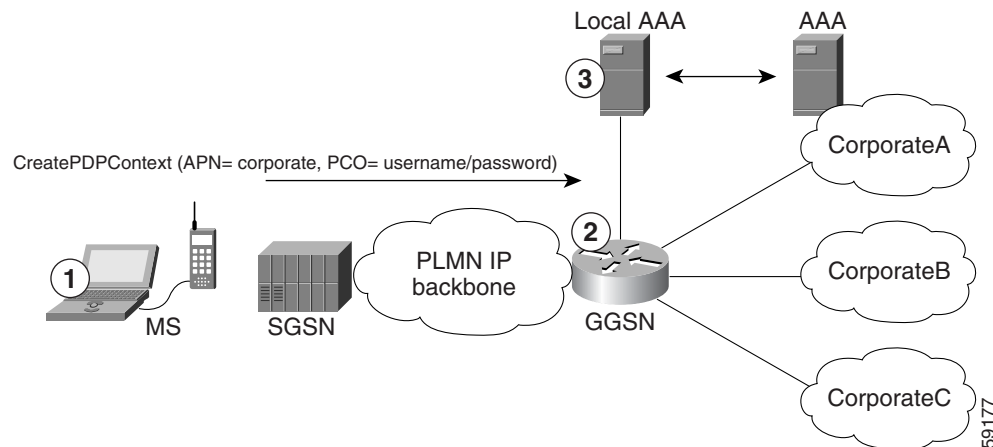 Local AAA
AAA
3
CorporateA
CreatePDPContext (APN= corporate, PCO= username/password)
2
1
PLMN IP
backbone
CorporateB
MS
SGSN
GGSN
CorporateC
59177